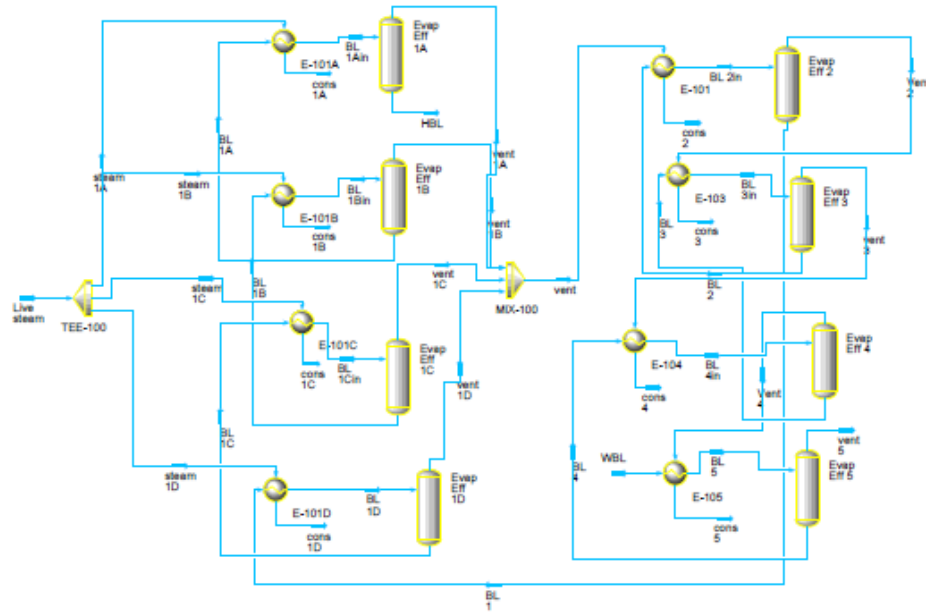 Evap
Eff
1A
BL
1Ain
E-101A
cons
1A
HBL
BL
1A
steam
1A
steam
1B
vent
1A
BL
1Bin
Evap
Eff
1B
E-101B
cons
1B
vent
1B
BL
1B
steam
1C
vent
1C
Live
steam
TEE-100
MIX-100
vent
E-101C
cons
1C
BL
1Cin
Evap
Eff
1C
vent
1D
BL
1C
steam
1D
E-101D
BL
1D
cons
1D
Evap
Eff
1D
BL
1
E-101
BL 2in
Evap
Eff 2
Vent
2
cons
2
E-103
BL
3in
Evap
Eff 3
BL
3
cons
3
vent
3
BL
2
E-104
BL
4in
Evap
Eff 4
cons
4
Vent
4
WBL
BL
4
BL
5
E-105
cons
5
vent
5
Evap
Eff 5